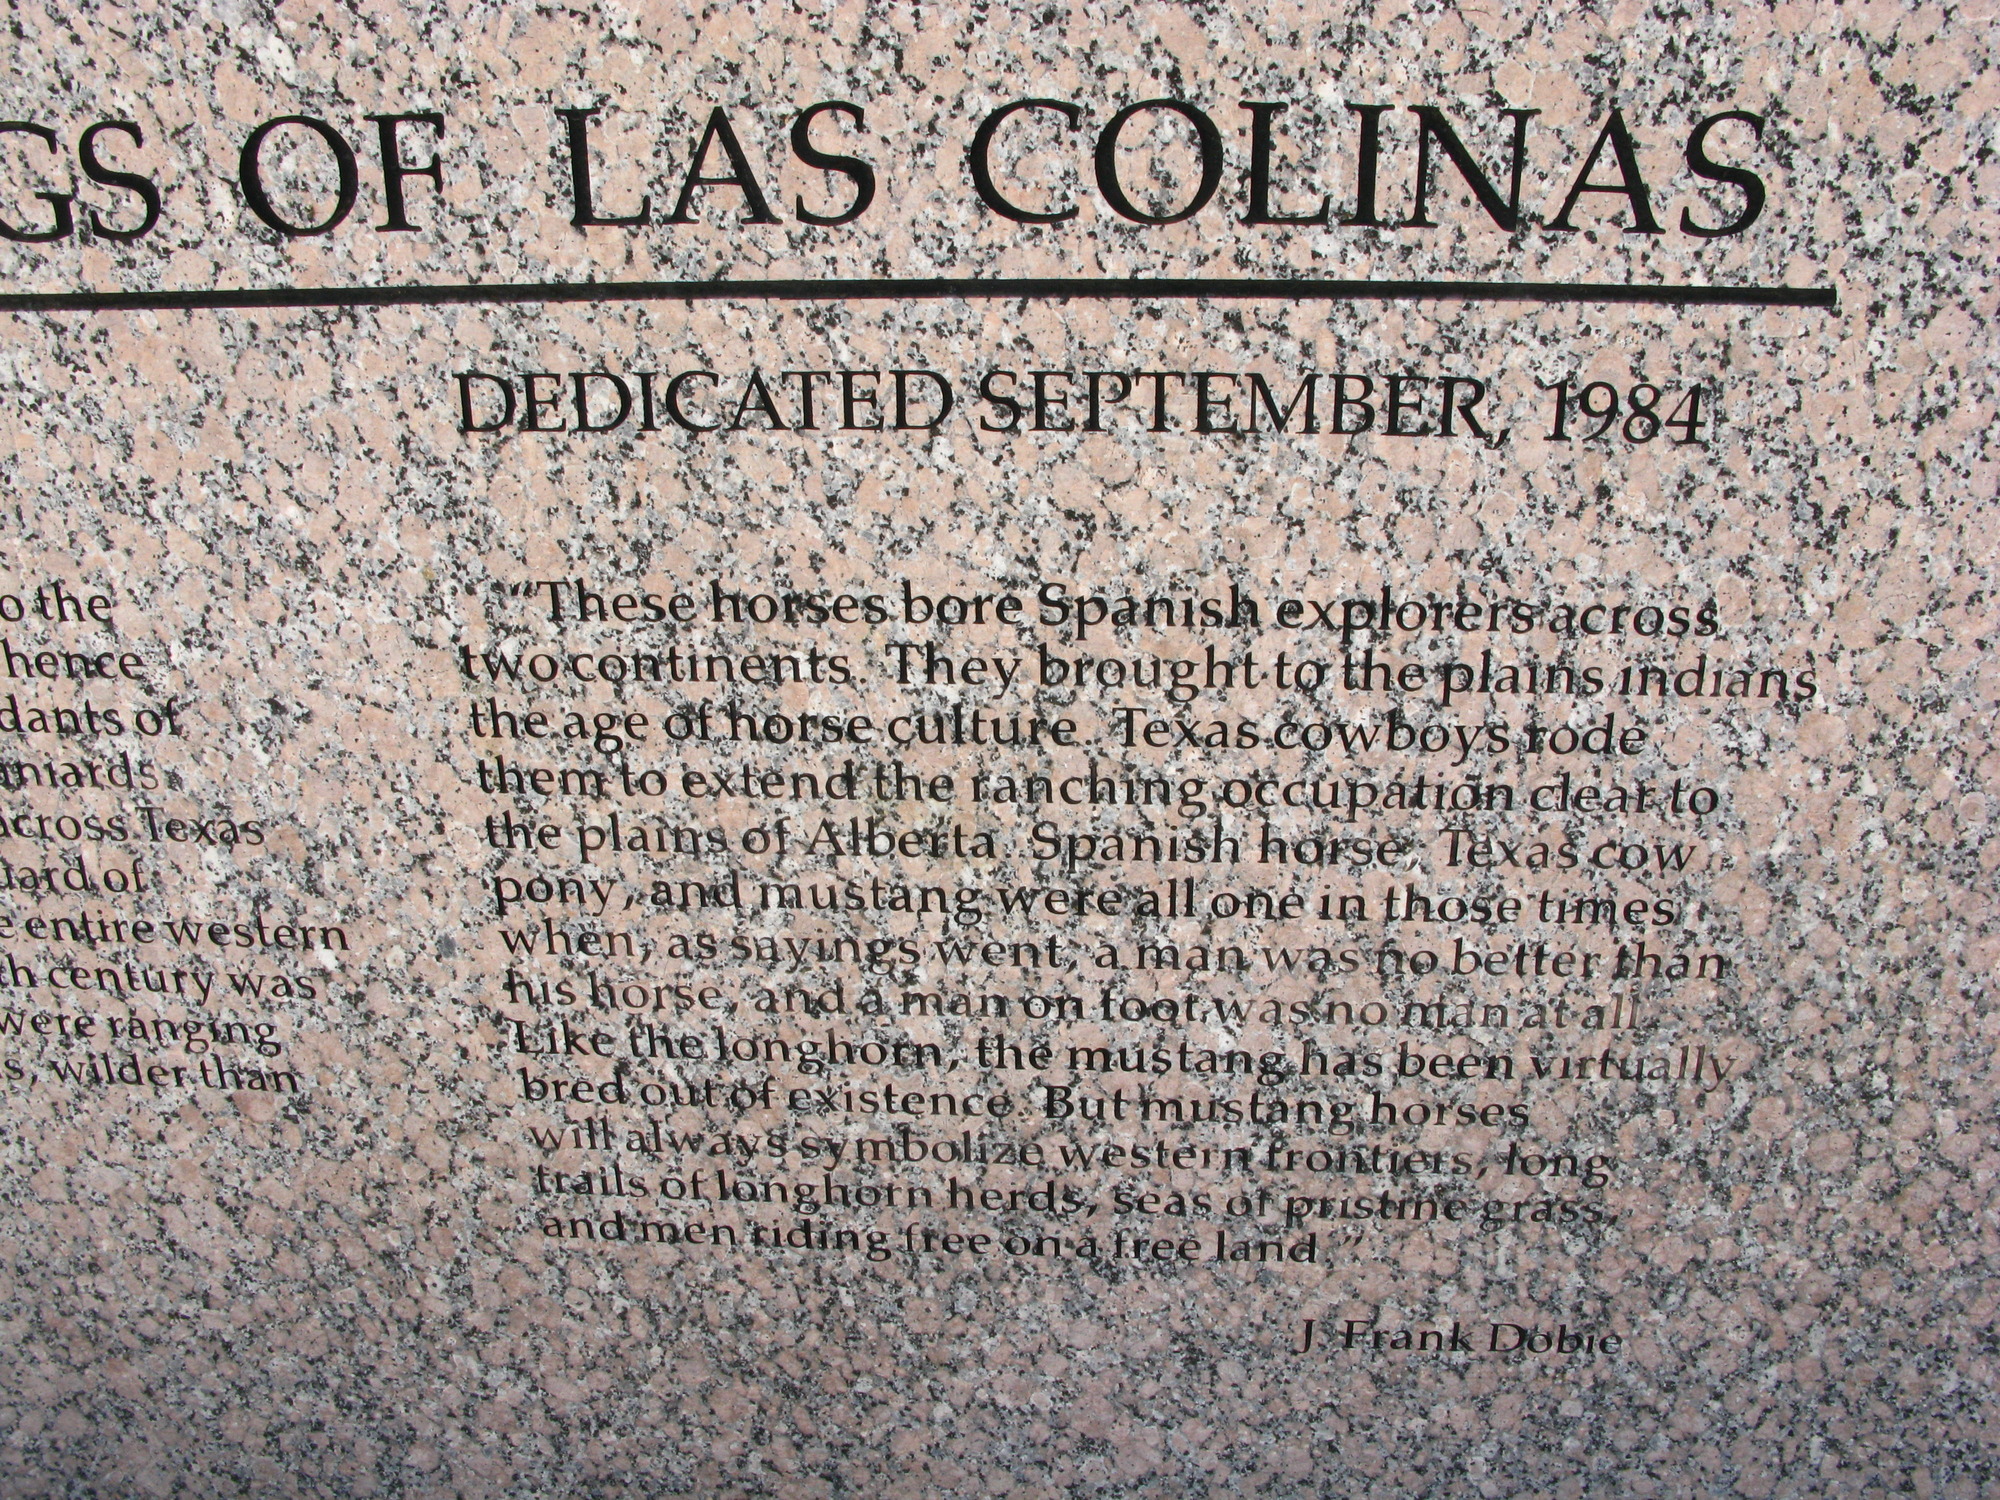 GS OF LAS COLINAS
DEDICATED SEPTEMBER, 1984
o the
hence
dants of
aniards
across Texas
uard of
e entire western
th century was
were ranging
s, wilder than
"These horses bore Spanish explorers across
two continents. They brought to the plains indians
the age of horse culture. Texas cowboys rode
them to extend the ranching occupation clear to
the plains of Alberta. Spanish horse, Texas cow
pony, and mustang were all one in those times
when, as sayings went, a man was no better than
his horse, and a man on foot was no man at all.
Like the longhorn, the mustang has been virtually
bred out of existence. But mustang horses
will always symbolize western frontiers, long
trails of longhorn herds, seas of pristine grass,
and men riding free on a free land."
J. Frank Dobie